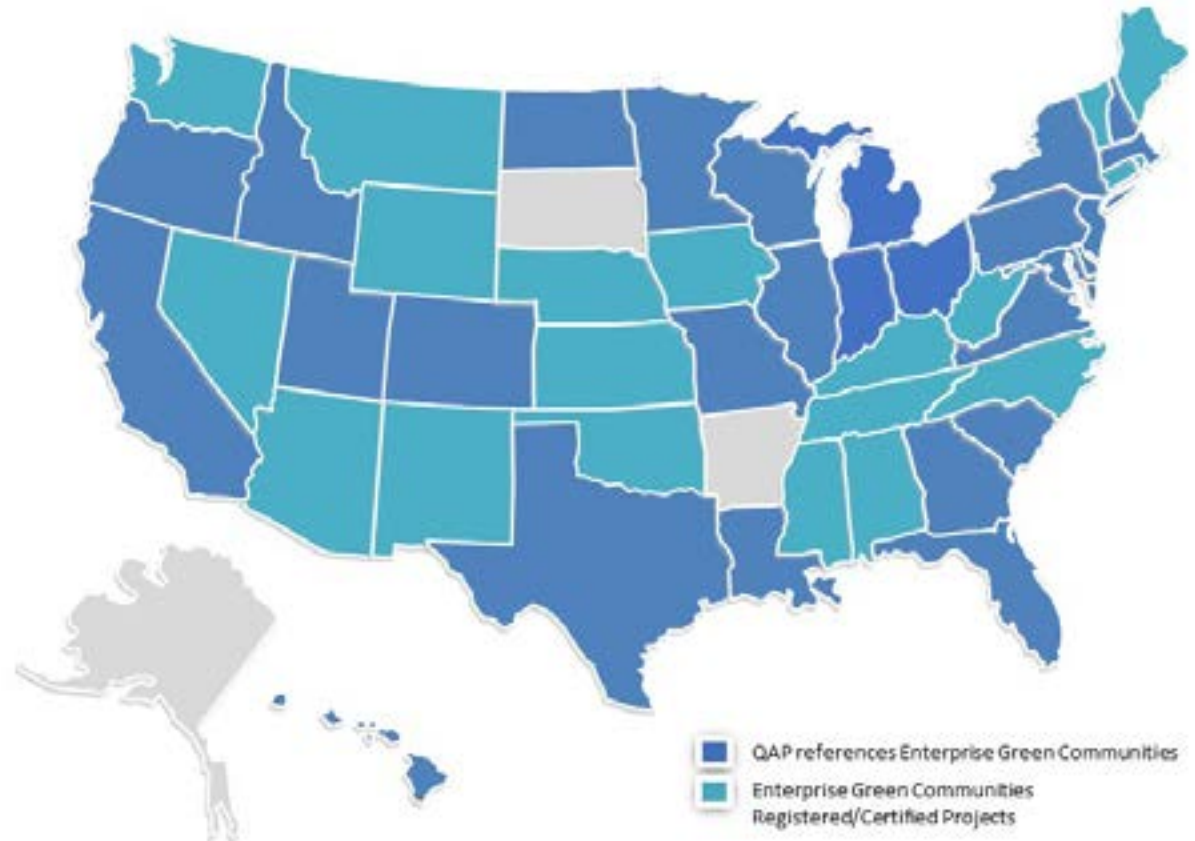 QAP references Enterprise Green Communities
Enterprise Green Communities
Registered/Certified Projects